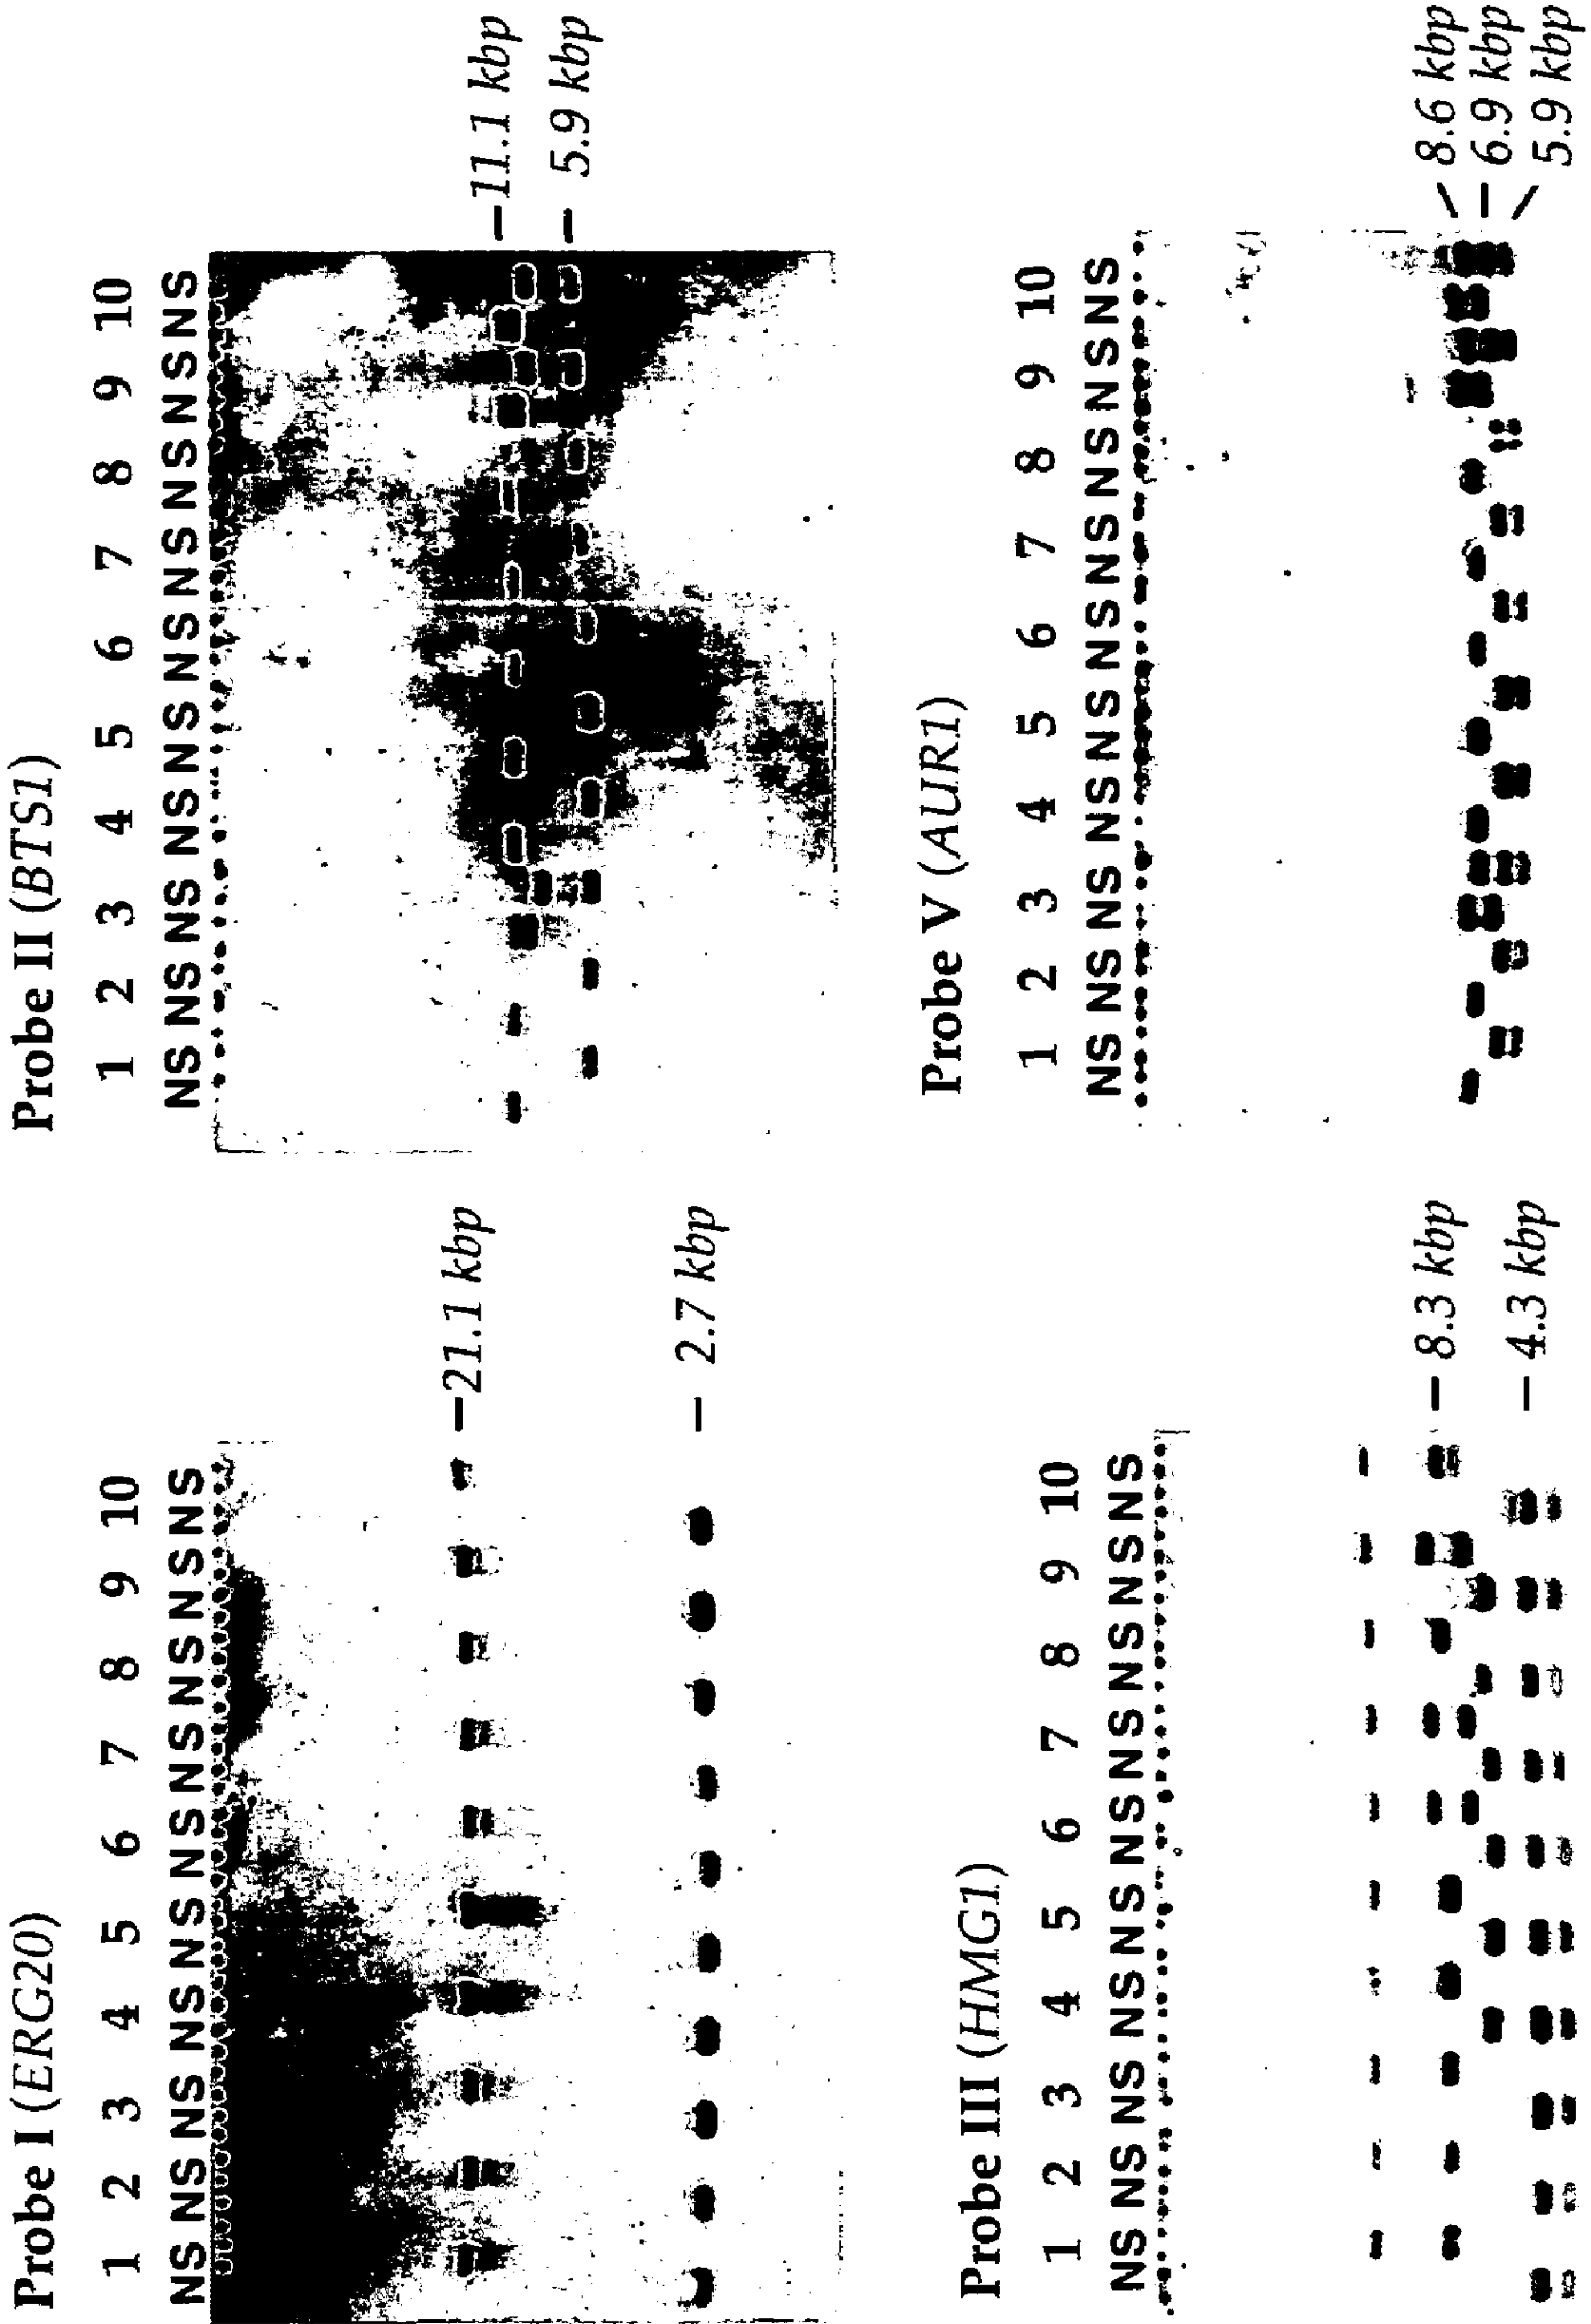 Probe I (ERG20)
1 2 3 4 5 6 7 8 9 10
NS NS NS NS NS NS NS NS NS NS
21.1 kbp
2.7 kbp
Probe II (BTS1)
1 2 3 4 5 6 7 8 9 10
NS NS NS NS NS NS NS NS NS NS
11.1 kbp
5.9 kbp
Probe III (HMG1)
1 2 3 4 5 6 7 8 9 10
NS NS NS NS NS NS NS NS NS NS
8.3 kbp
4.3 kbp
Probe V (AUR1)
1 2 3 4 5 6 7 8 9 10
NS NS NS NS NS NS NS NS NS NS
8.6 kbp
6.9 kbp
5.9 kbp